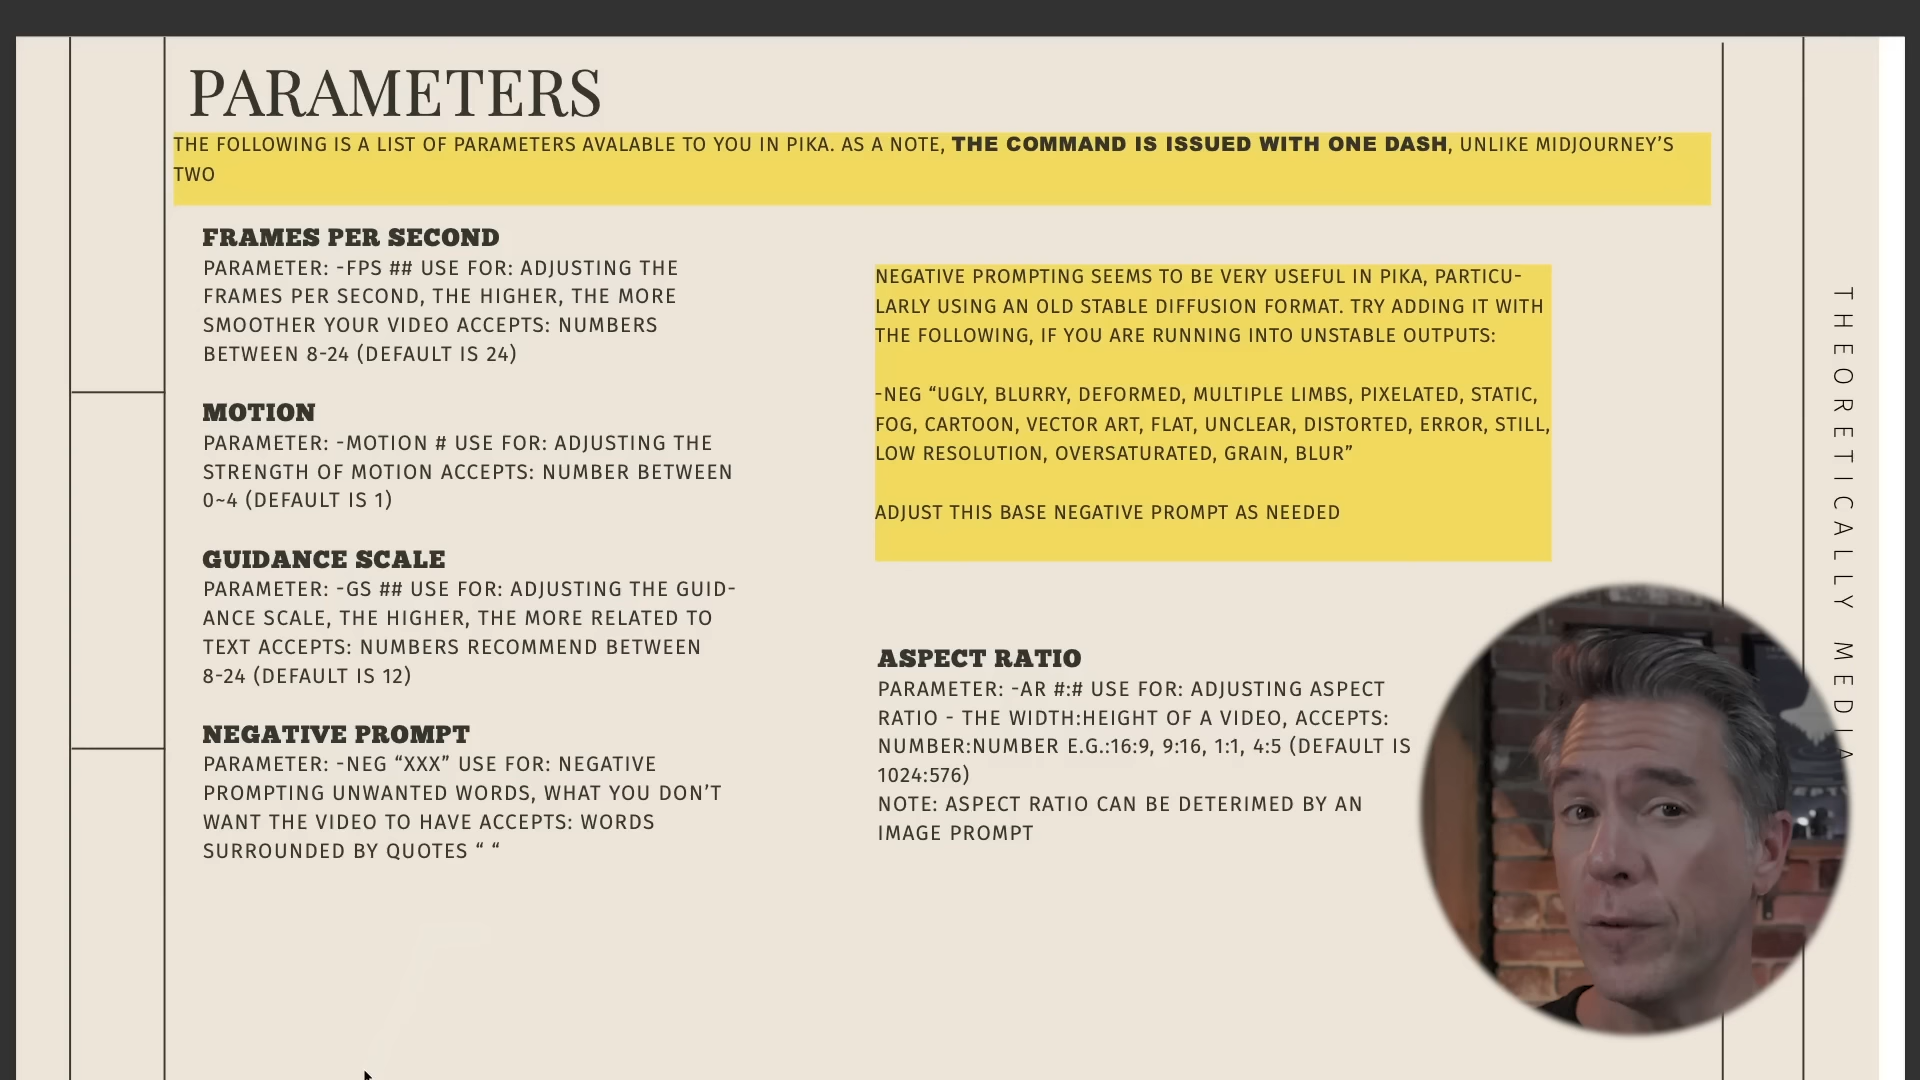 PARAMETERS
THE FOLLOWING IS A LIST OF PARAMETERS AVALABLE TO YOU IN PIKA. AS A NOTE, THE COMMAND IS ISSUED WITH ONE DASH, UNLIKE MIDJOURNEY’S
TWO
FRAMES PER SECOND
PARAMETER: -FPS ## USE FOR: ADJUSTING THE
FRAMES PER SECOND, THE HIGHER, THE MORE
SMOOTHER YOUR VIDEO ACCEPTS: NUMBERS
BETWEEN 8-24 (DEFAULT IS 24)
MOTION
PARAMETER: -MOTION # USE FOR: ADJUSTING THE
STRENGTH OF MOTION ACCEPTS: NUMBER BETWEEN
0~4 (DEFAULT IS 1)
GUIDANCE SCALE
PARAMETER: -GS ## USE FOR: ADJUSTING THE GUID-
ANCE SCALE, THE HIGHER, THE MORE RELATED TO
TEXT ACCEPTS: NUMBERS RECOMMEND BETWEEN
8-24 (DEFAULT IS 12)
NEGATIVE PROMPT
PARAMETER: -NEG “XXX” USE FOR: NEGATIVE
PROMPTING UNWANTED WORDS, WHAT YOU DON’T
WANT THE VIDEO TO HAVE ACCEPTS: WORDS
SURROUNDED BY QUOTES “ “
NEGATIVE PROMPTING SEEMS TO BE VERY USEFUL IN PIKA, PARTICU-
LARLY USING AN OLD STABLE DIFFUSION FORMAT. TRY ADDING IT WITH
THE FOLLOWING, IF YOU ARE RUNNING INTO UNSTABLE OUTPUTS:
-NEG “UGLY, BLURRY, DEFORMED, MULTIPLE LIMBS, PIXELATED, STATIC,
FOG, CARTOON, VECTOR ART, FLAT, UNCLEAR, DISTORTED, ERROR, STILL,
LOW RESOLUTION, OVERSATURATED, GRAIN, BLUR”
ADJUST THIS BASE NEGATIVE PROMPT AS NEEDED
ASPECT RATIO
PARAMETER: -AR #:# USE FOR: ADJUSTING ASPECT
RATIO - THE WIDTH:HEIGHT OF A VIDEO, ACCEPTS:
NUMBER:NUMBER E.G.:16:9, 9:16, 1:1, 4:5 (DEFAULT IS
1024:576)
NOTE: ASPECT RATIO CAN BE DETERIMED BY AN
IMAGE PROMPT
THEORETICALLY MEDIA